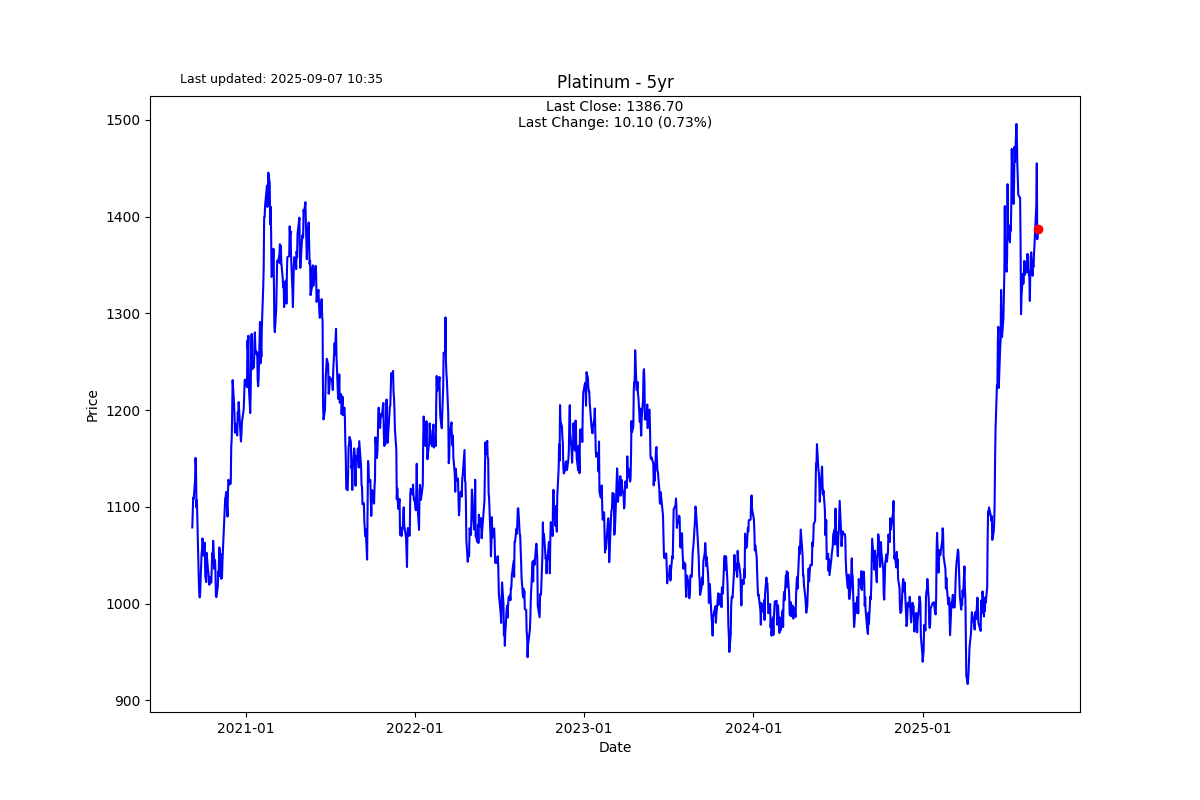 Last updated: 2025-09-07 10:35
Platinum - 5yr
Last Close: 1386.70
Last Change: 10.10 (0.73%)
1500
1400
1300
1200
1100
1000
900
Price
2021-01
2022-01
2023-01
2024-01
2025-01
Date